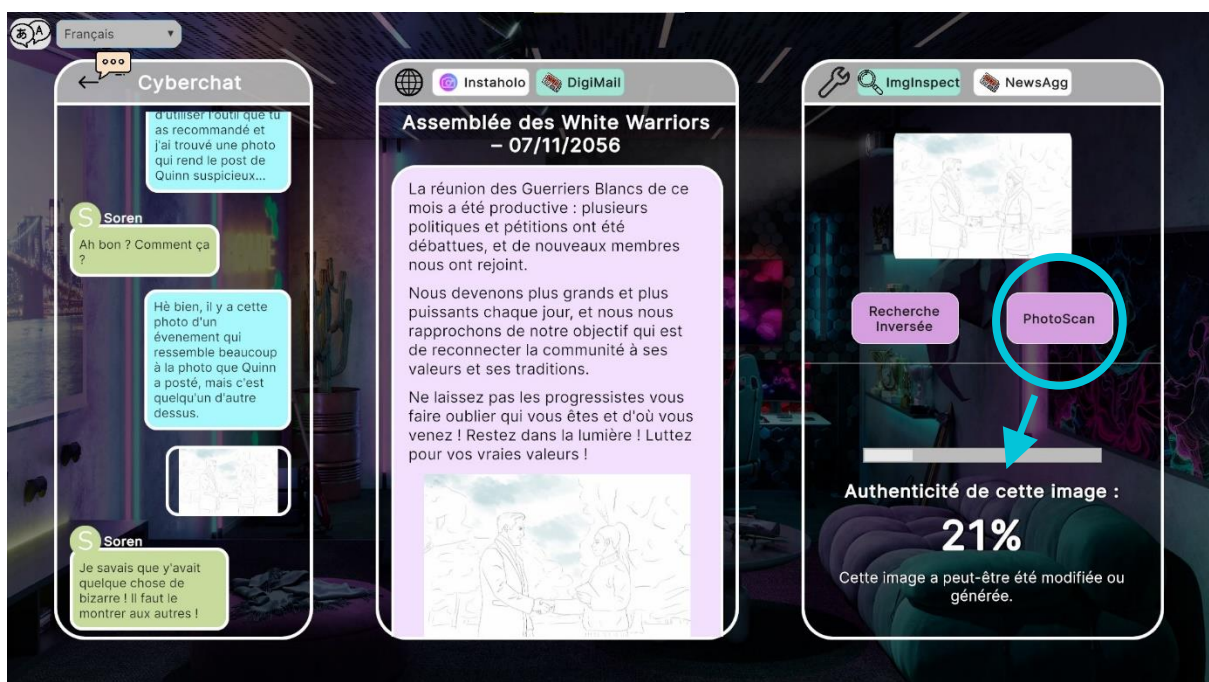 あ A
Français
Cyberchat
d'utiliser l'outil que tu
as recommandé et
j'ai trouvé une photo
qui rend le post de
Quinn suspicieux...
S Soren
Ah bon ? Comment ça
?
Hè bien, il y a cette
photo d'un
évenement qui
ressemble beaucoup
à la photo que Quinn
a posté, mais c'est
quelqu'un d'autre
dessus.
S Soren
Je savais que y'avait
quelque chose de
bizarre ! Il faut le
montrer aux autres !
Instaholo DigiMail
Assemblée des White Warriors
– 07/11/2056
La réunion des Guerriers Blancs de ce
mois a été productive : plusieurs
politiques et pétitions ont été
débattues, et de nouveaux membres
nous ont rejoint.
Nous devenons plus grands et plus
puissants chaque jour, et nous nous
rapprochons de notre objectif qui est
de reconnecter la communauté à ses
valeurs et ses traditions.
Ne laissez pas les progressistes vous
faire oublier qui vous êtes et d'où vous
venez ! Restez dans la lumière ! Luttez
pour vos vraies valeurs !
ImgInspect NewsAgg
Recherche
Inversée
PhotoScan
Authenticité de cette image :
21%
Cette image a peut-être été modifiée ou
générée.